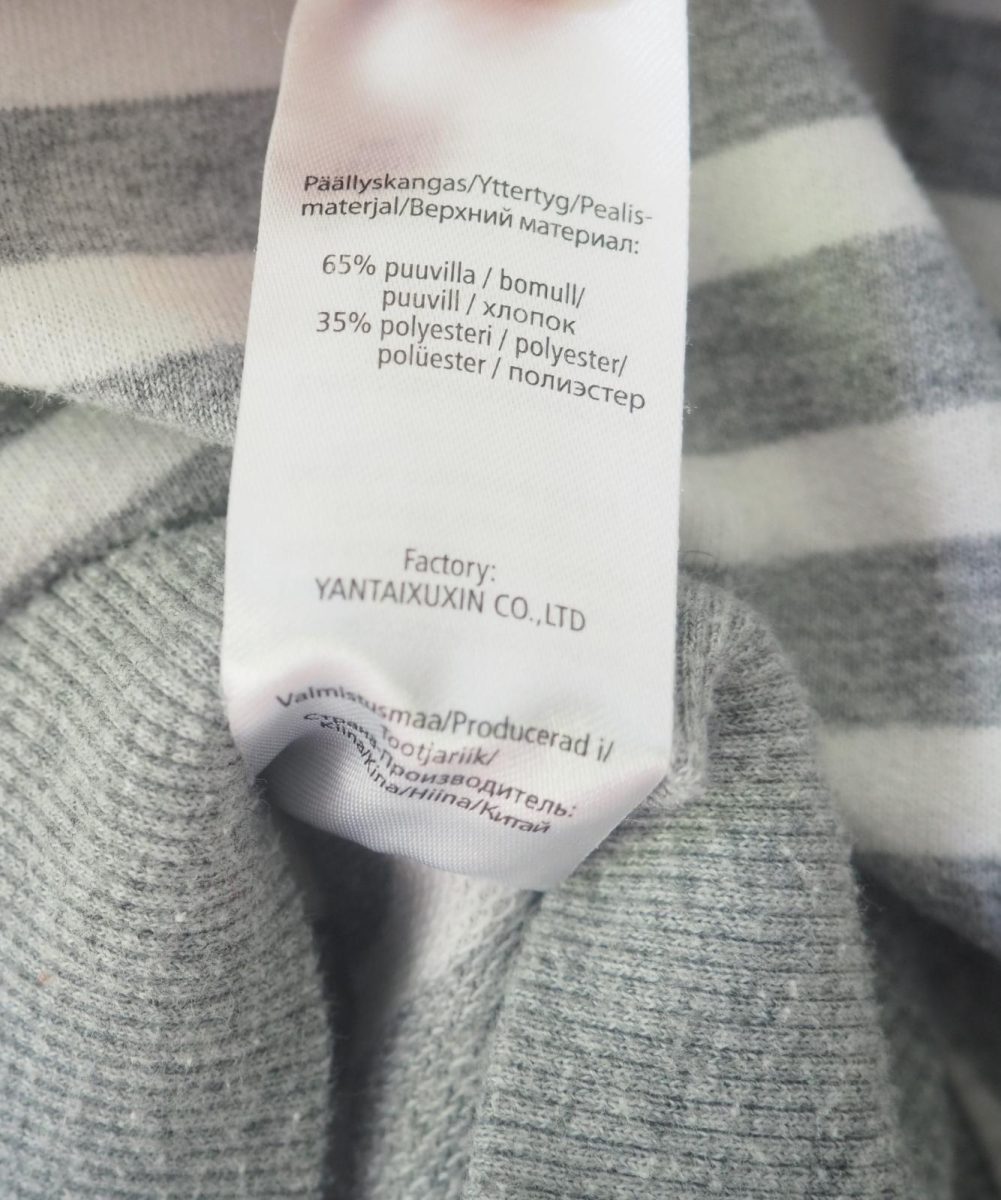 Päällyskangas/Yttertyg/Pealis-
materjal/Верхний материал:
65% puuvilla / bomull/
puuvill / хлопок
35% polyesteri / polyester/
polüester / полиэстер
Factory:
YANTAIXUXIN CO.,LTD
Valmistusmaa/Producerad i/
Tootjariik/
Страна-Производитель:
Kiina/Kina/Hiina/Китай